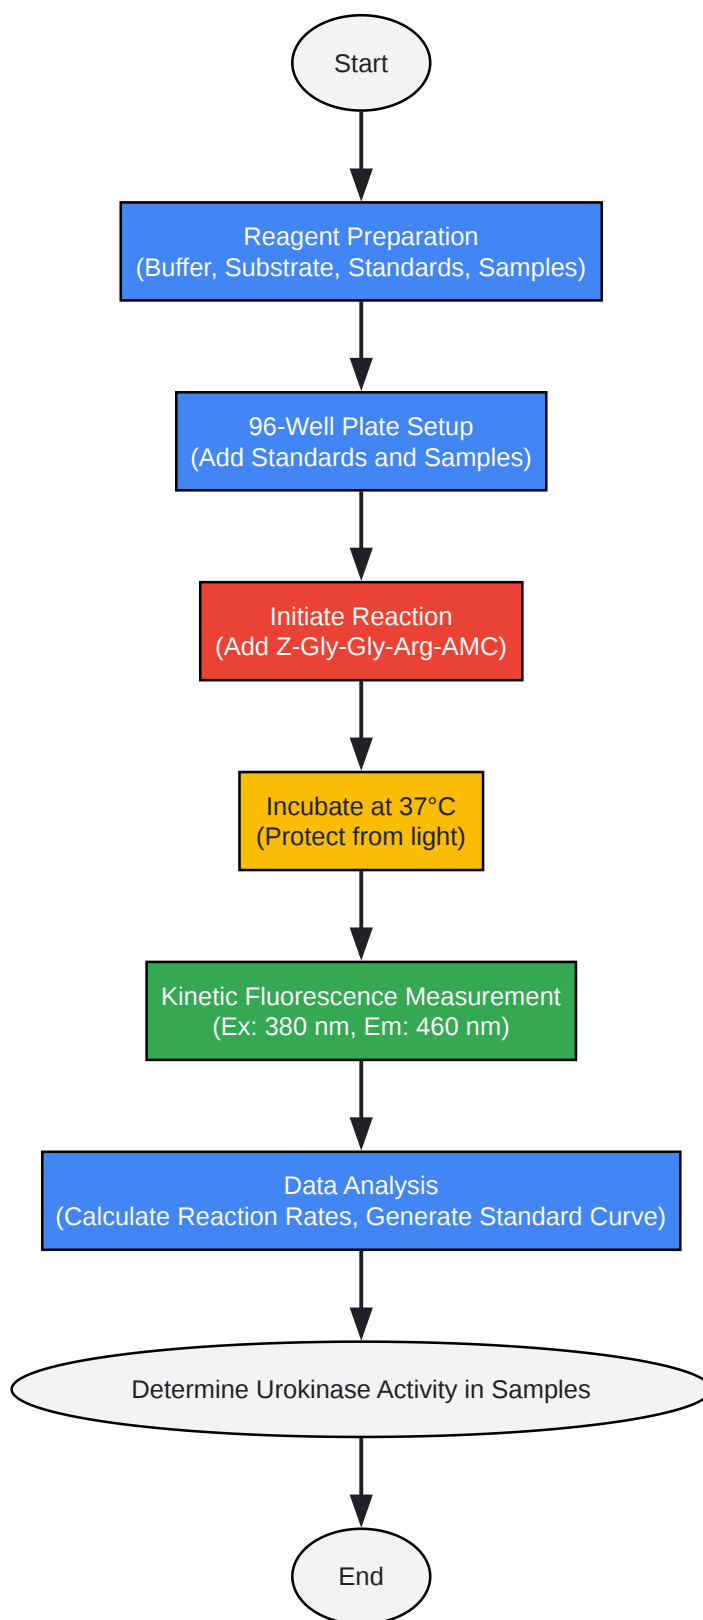 Start
Reagent Preparation
(Buffer, Substrate, Standards, Samples)
96-Well Plate Setup
(Add Standards and Samples)
Initiate Reaction
(Add Z-Gly-Gly-Arg-AMC)
Incubate at 37°C
(Protect from light)
Kinetic Fluorescence Measurement
(Ex: 380 nm, Em: 460 nm)
Data Analysis
(Calculate Reaction Rates, Generate Standard Curve)
Determine Urokinase Activity in Samples
End